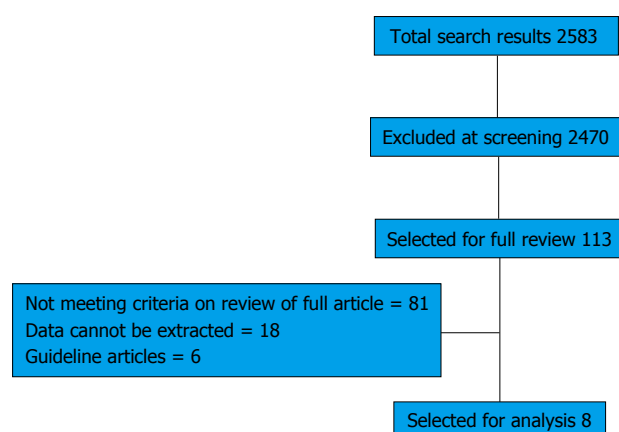 Total search results 2583
Excluded at screening 2470
Selected for full review 113
Not meeting criteria on review of full article = 81
Data cannot be extracted = 18
Guideline articles = 6
Selected for analysis 8